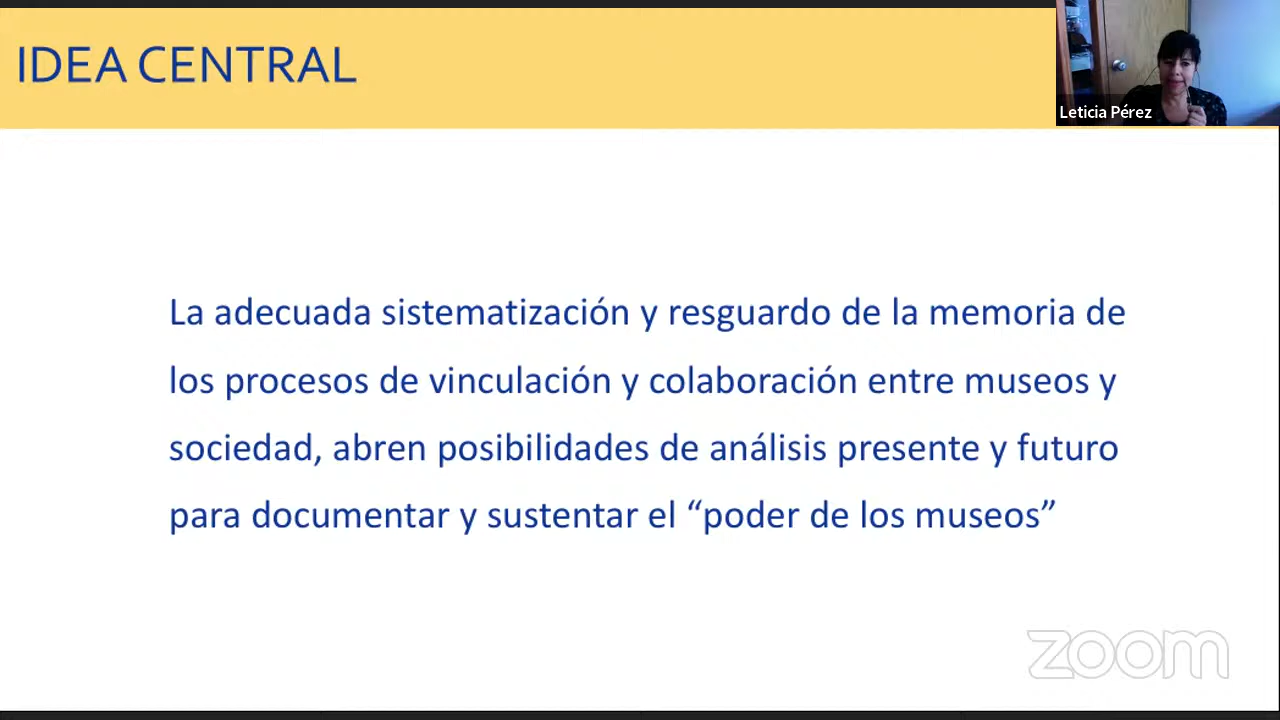 IDEA CENTRAL
Leticia Pérez
La adecuada sistematización y resguardo de la memoria de
los procesos de vinculación y colaboración entre museos y
sociedad, abren posibilidades de análisis presente y futuro
para documentar y sustentar el “poder de los museos”
zoom